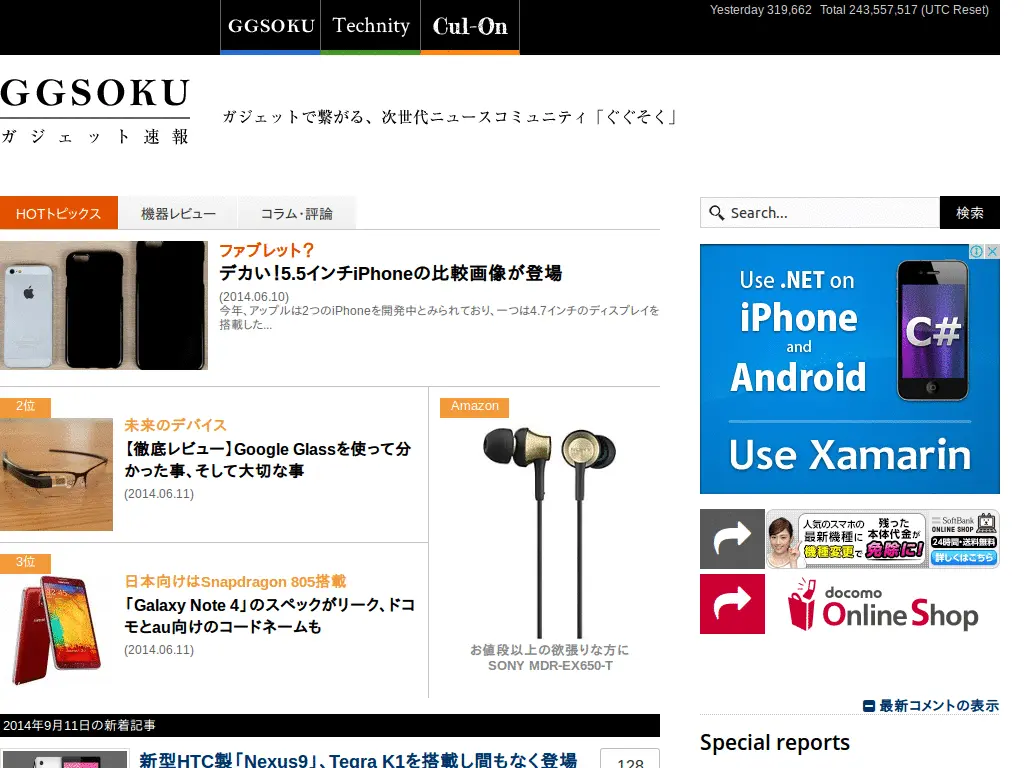 GGSOKU
Technity
Cul-On
Yesterday 319,662 Total 243,557,517 (UTC Reset)
GGSOKU
ガジェット速報
ガジェットで繋がる、次世代ニュースコミュニティ「ぐぐそく」
HOTトピックス
機器レビュー
コラム・評論
Search...
検索
ファブレット？
デカい！5.5インチiPhoneの比較画像が登場
(2014.06.10)
今年、アップルは2つのiPhoneを開発中とみられており、一つは4.7インチのディスプレイを
搭載した...
Use .NET on
iPhone
and
Android
C#
Use Xamarin
2位
未来のデバイス
【徹底レビュー】Google Glassを使って分
かった事、そして大切な事
(2014.06.11)
Amazon
お値段以上の欲張りな方に
SONY MDR-EX650-T
3位
日本向けはSnapdragon 805搭載
「Galaxy Note 4」のスペックがリーク、ドコ
モとau向けのコードネームも
(2014.06.11)
人気のスマホの
最新機種に
機種変更で
残った
本体代金が
免除に!
SoftBank
ONLINE SHOP
24時間・送料無料
詳しくはこちら
docomo
Online Shop
最新コメントの表示
2014年9月11日の新着記事
Special reports
新型HTC製「Nexus9」、Tegra K1を搭載し間もなく登場
128